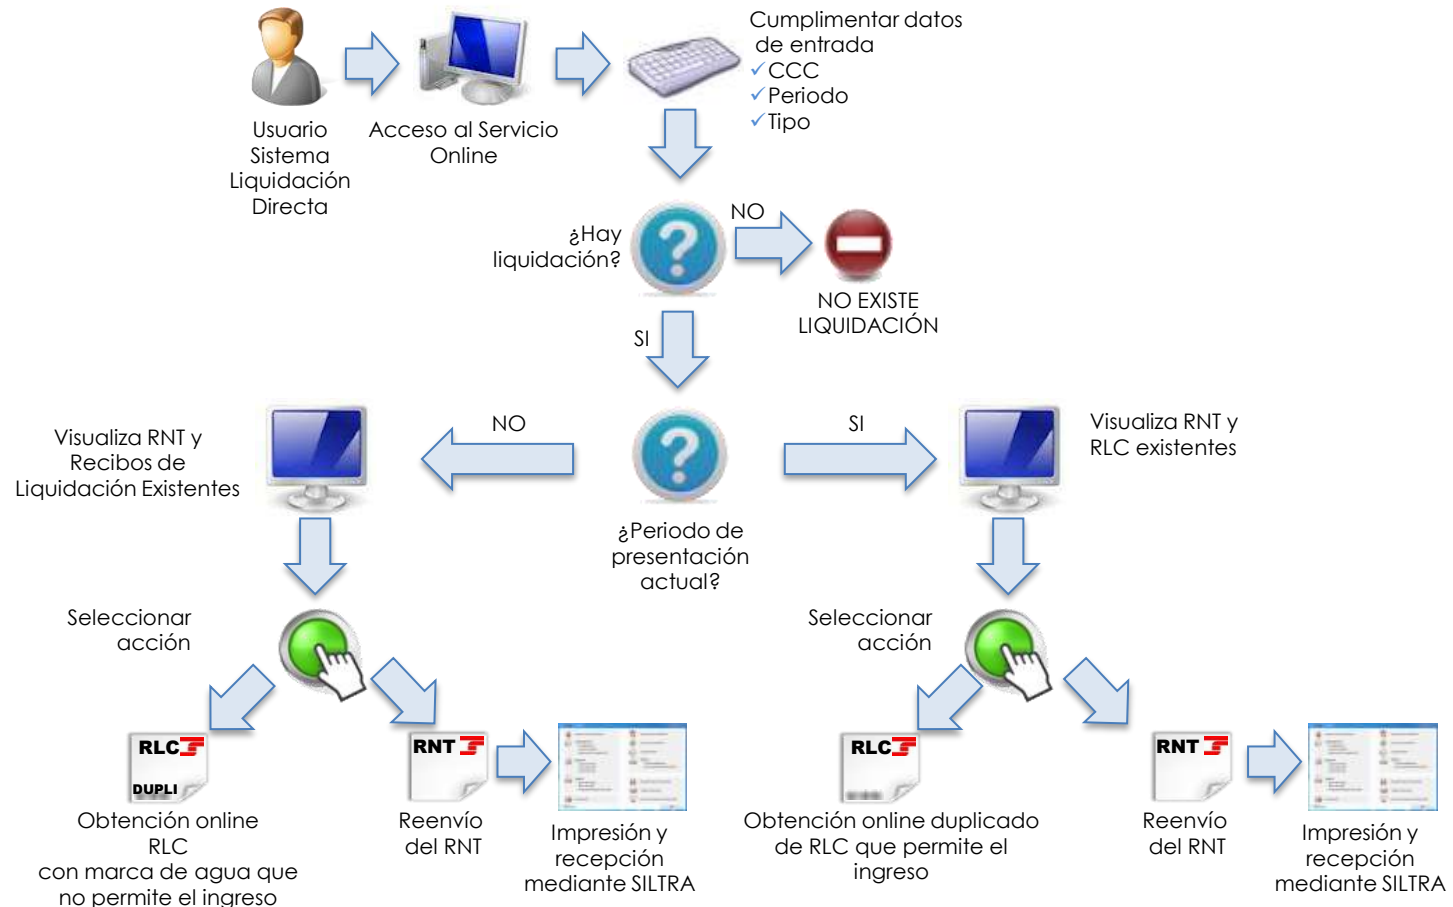 Cumplimentar datos
de entrada
✓CCC
✓Periodo
✓Tipo
Usuario
Sistema
Liquidación
Directa
Acceso al Servicio
Online
¿Hay
liquidación?
NO
NO EXISTE
LIQUIDACIÓN
SI
Visualiza RNT y
Recibos de
Liquidación Existentes
NO
SI
Visualiza RNT y
RLC existentes
¿Periodo de
presentación
actual?
Seleccionar
acción
Seleccionar
acción
RLC
DUPLI
RNT
RLC
RNT
Obtención online
RLC
con marca de agua que
no permite el ingreso
Reenvío
del RNT
Impresión y
recepción
mediante SILTRA
Obtención online duplicado
de RLC que permite el
ingreso
Reenvío
del RNT
Impresión y
recepción
mediante SILTRA